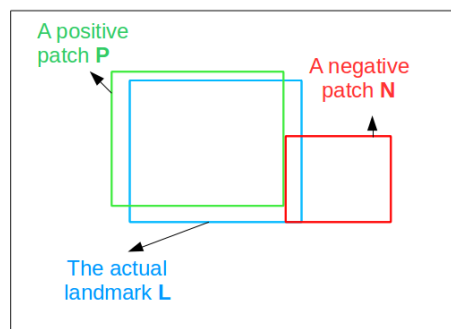 A positive
patch P
A negative
patch N
The actual
landmark L